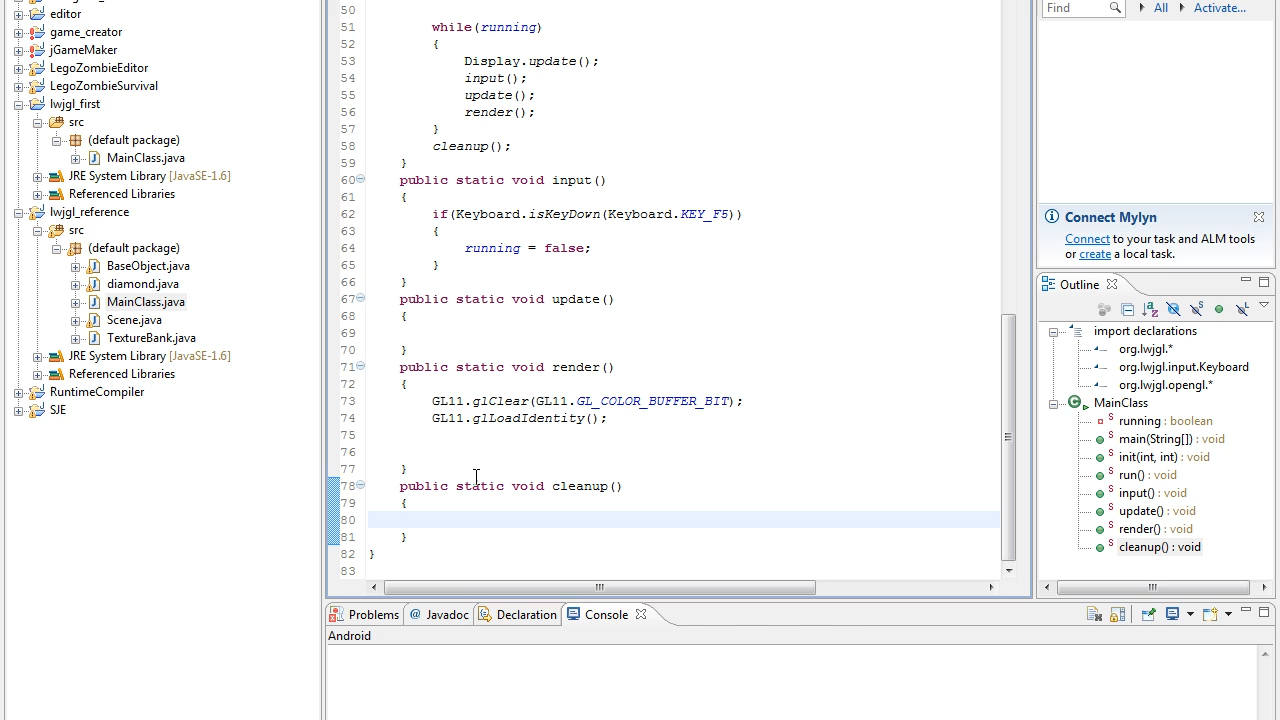 editor
game_creator
jGameMaker
LegoZombieEditor
LegoZombieSurvival
lwjgl_first
src
(default package)
MainClass.java
JRE System Library [JavaSE-1.6]
Referenced Libraries
lwjgl_reference
src
(default package)
BaseObject.java
diamond.java
MainClass.java
Scene.java
TextureBank.java
JRE System Library [JavaSE-1.6]
Referenced Libraries
RuntimeCompiler
SJE
50
51 while(running)
52 {
53 Display.update();
54 input();
55 update();
56 render();
57 }
58 cleanup();
59 }
60 public static void input()
61 {
62 if(Keyboard.isKeyDown(Keyboard.KEY_F5))
63 {
64 running = false;
65 }
66 }
67 public static void update()
68 {
69
70 }
71 public static void render()
72 {
73 GL11.glClear(GL11.GL_COLOR_BUFFER_BIT);
74 GL11.glLoadIdentity();
75
76
77 }
78 public static void cleanup()
79 {
80
81 }
82 }
83
Find All Activate...
Connect Mylyn
Connect to your task and ALM tools
or create a local task.
Outline
import declarations
org.lwjgl.*
org.lwjgl.input.Keyboard
org.lwjgl.opengl.*
MainClass
running : boolean
main(String[]) : void
init(int, int) : void
run() : void
input() : void
update() : void
render() : void
cleanup() : void
Problems @ Javadoc Declaration Console
Android